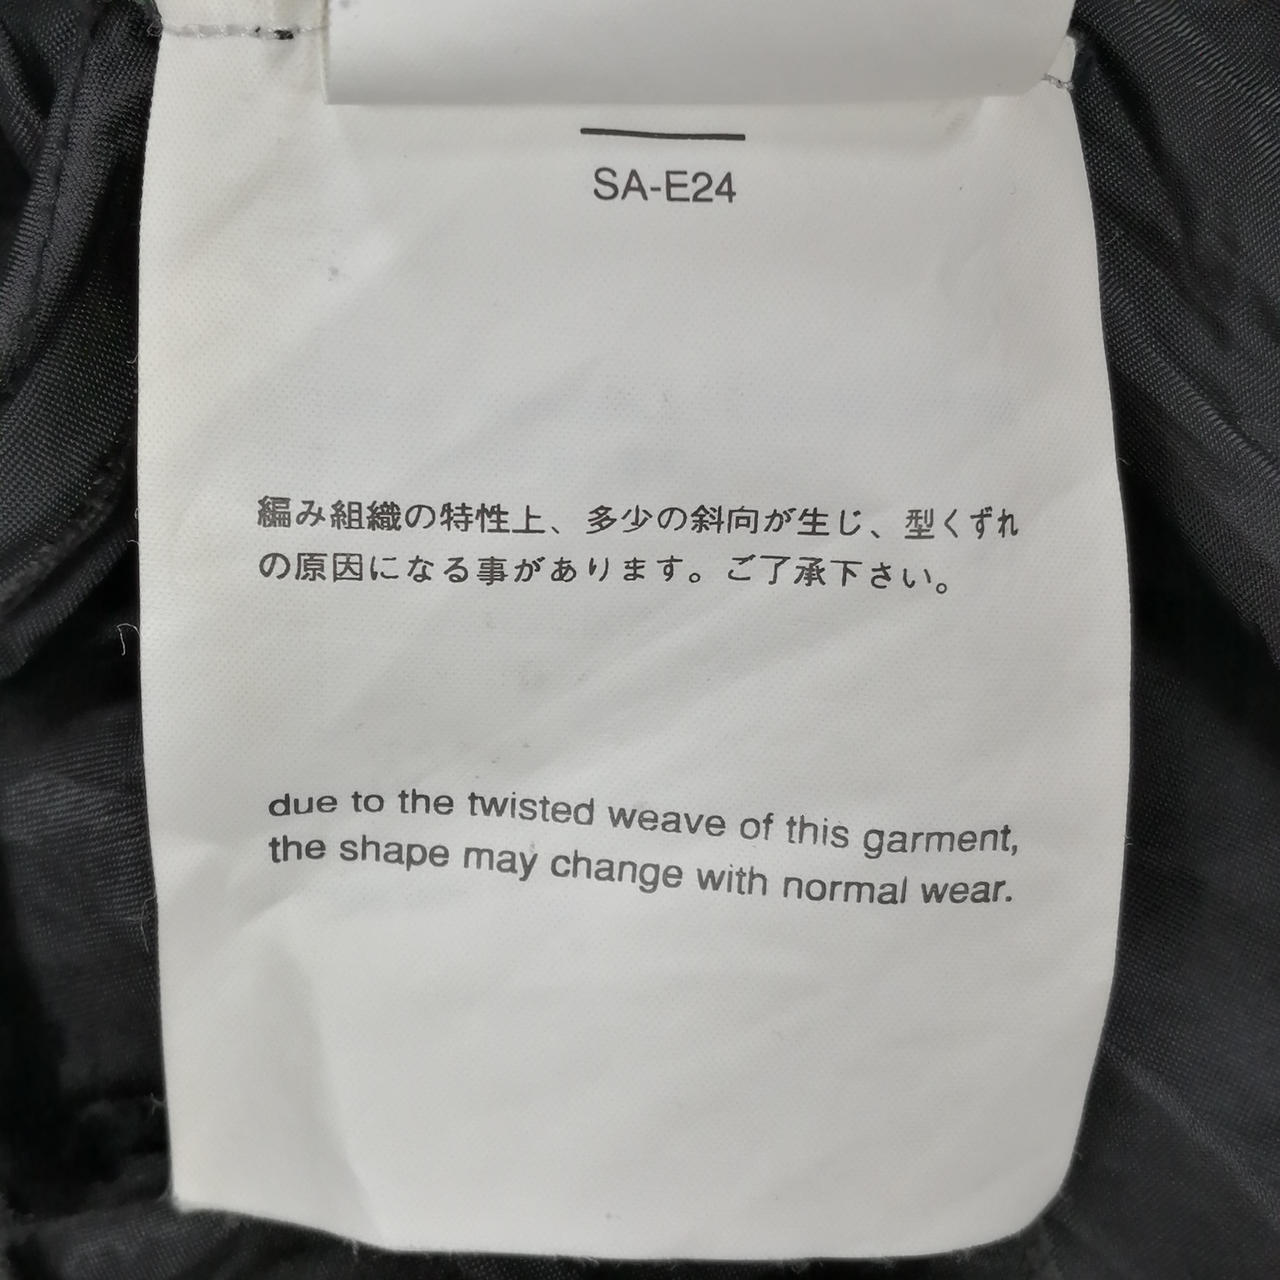 SA-E24
編み組織の特性上、多少の斜向が生じ、型くずれ
の原因になる事があります。ご了承下さい。
due to the twisted weave of this garment,
the shape may change with normal wear.